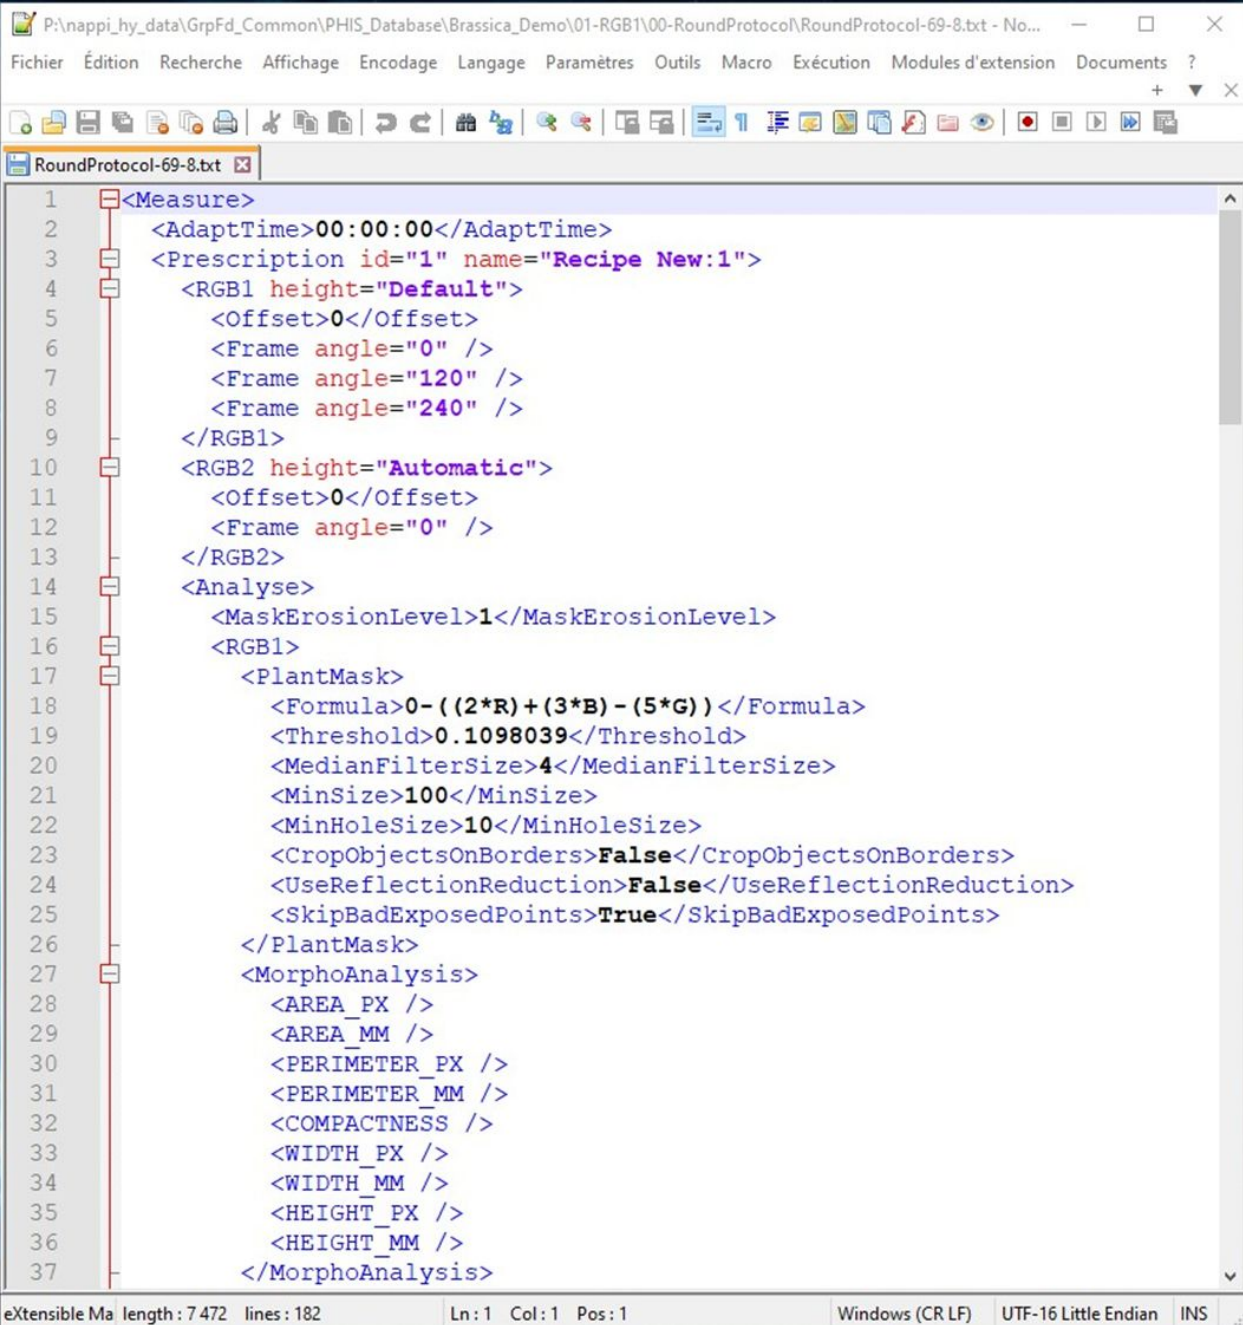 P:\nappi_hy_data\GrpFd_Common\PHIS_Database\Brassica_Demo\01-RGB1\00-RoundProtocol\RoundProtocol-69-8.txt - No...
Fichier Édition Recherche Affichage Encodage Langage Paramètres Outils Macro Exécution Modules d'extension Documents ?
RoundProtocol-69-8.txt
1 <Measure>
2 <AdaptTime>00:00:00</AdaptTime>
3 <Prescription id="1" name="Recipe New:1">
4 <RGB1 height="Default">
5 <Offset>0</Offset>
6 <Frame angle="0" />
7 <Frame angle="120" />
8 <Frame angle="240" />
9 </RGB1>
10 <RGB2 height="Automatic">
11 <Offset>0</Offset>
12 <Frame angle="0" />
13 </RGB2>
14 <Analyse>
15 <MaskErosionLevel>1</MaskErosionLevel>
16 <RGB1>
17 <PlantMask>
18 <Formula>0-((2*R)+(3*B)-(5*G))</Formula>
19 <Threshold>0.1098039</Threshold>
20 <MedianFilterSize>4</MedianFilterSize>
21 <MinSize>100</MinSize>
22 <MinHoleSize>10</MinHoleSize>
23 <CropObjectsOnBorders>False</CropObjectsOnBorders>
24 <UseReflectionReduction>False</UseReflectionReduction>
25 <SkipBadExposedPoints>True</SkipBadExposedPoints>
26 </PlantMask>
27 <MorphoAnalysis>
28 <AREA_PX />
29 <AREA_MM />
30 <PERIMETER_PX />
31 <PERIMETER_MM />
32 <COMPACTNESS />
33 <WIDTH_PX />
34 <WIDTH_MM />
35 <HEIGHT_PX />
36 <HEIGHT_MM />
37 </MorphoAnalysis>
eXtensible Ma length : 7 472 lines : 182 Ln : 1 Col : 1 Pos : 1 Windows (CR LF) UTF-16 Little Endian INS